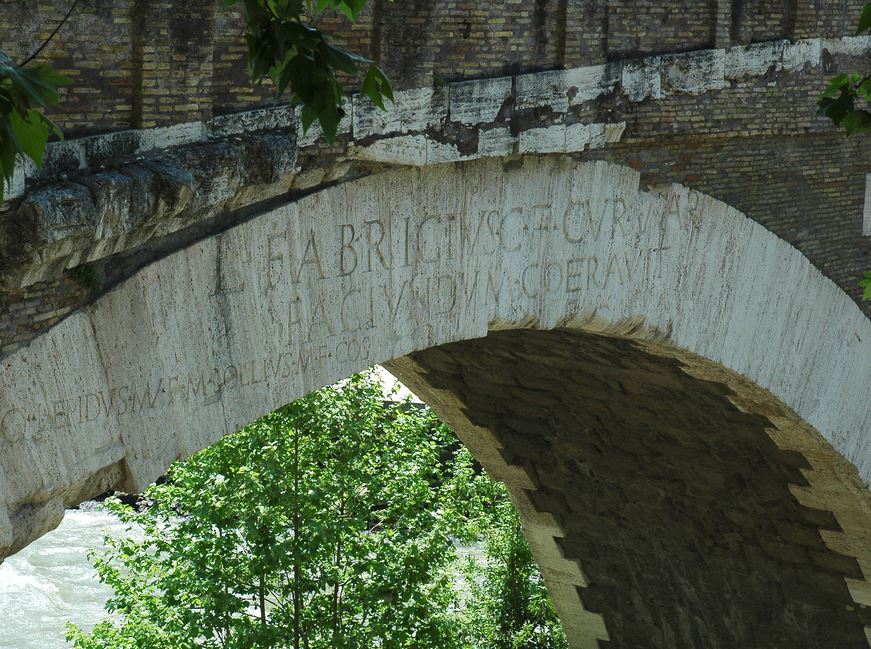 L · FABRICIVS · C · F · CVR · VIAR
FACIVNDVM · COERAVIT
Q · LEPIDVS · M · F · M · LOLLIVS · M · F · COS